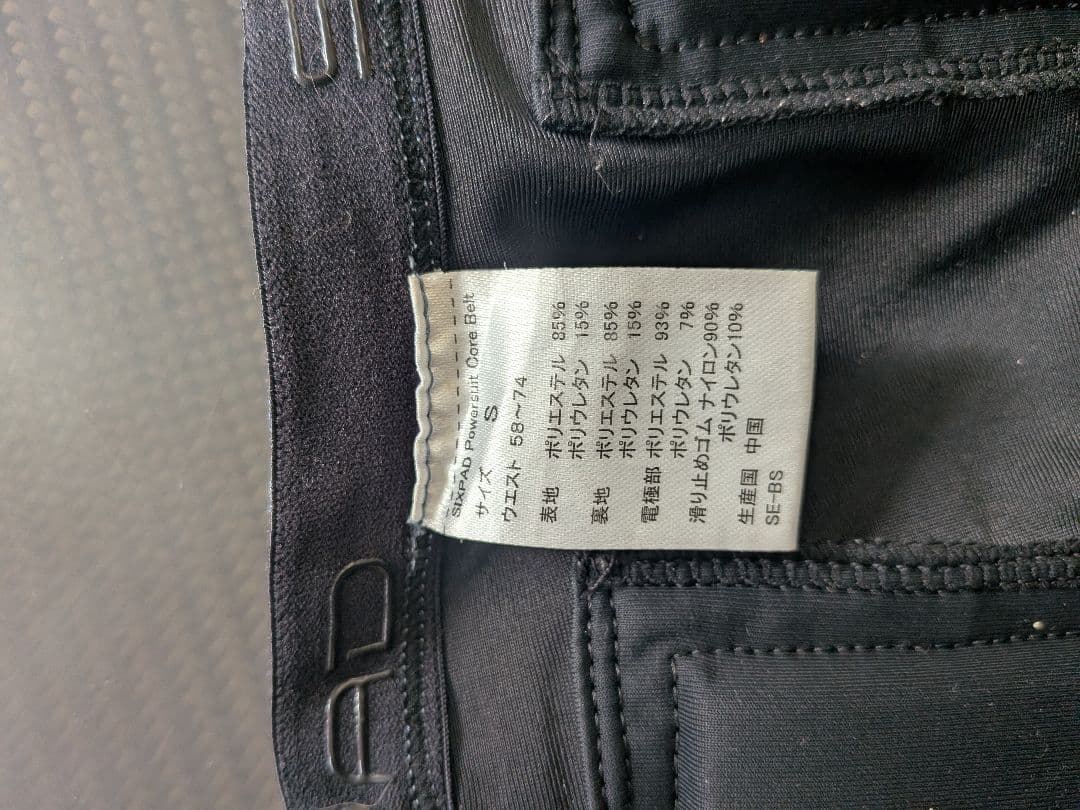 SIXPAD Powersuit Core Belt
サイズ S
ウエスト 58～74
表地 ポリエステル 85%
ポリウレタン 15%
裏地 ポリエステル 85%
ポリウレタン 15%
電極部 ポリエステル 93%
ポリウレタン 7%
滑り止めゴム ナイロン90%
ポリウレタン10%
生産国 中国
SE-BS
AD
SI